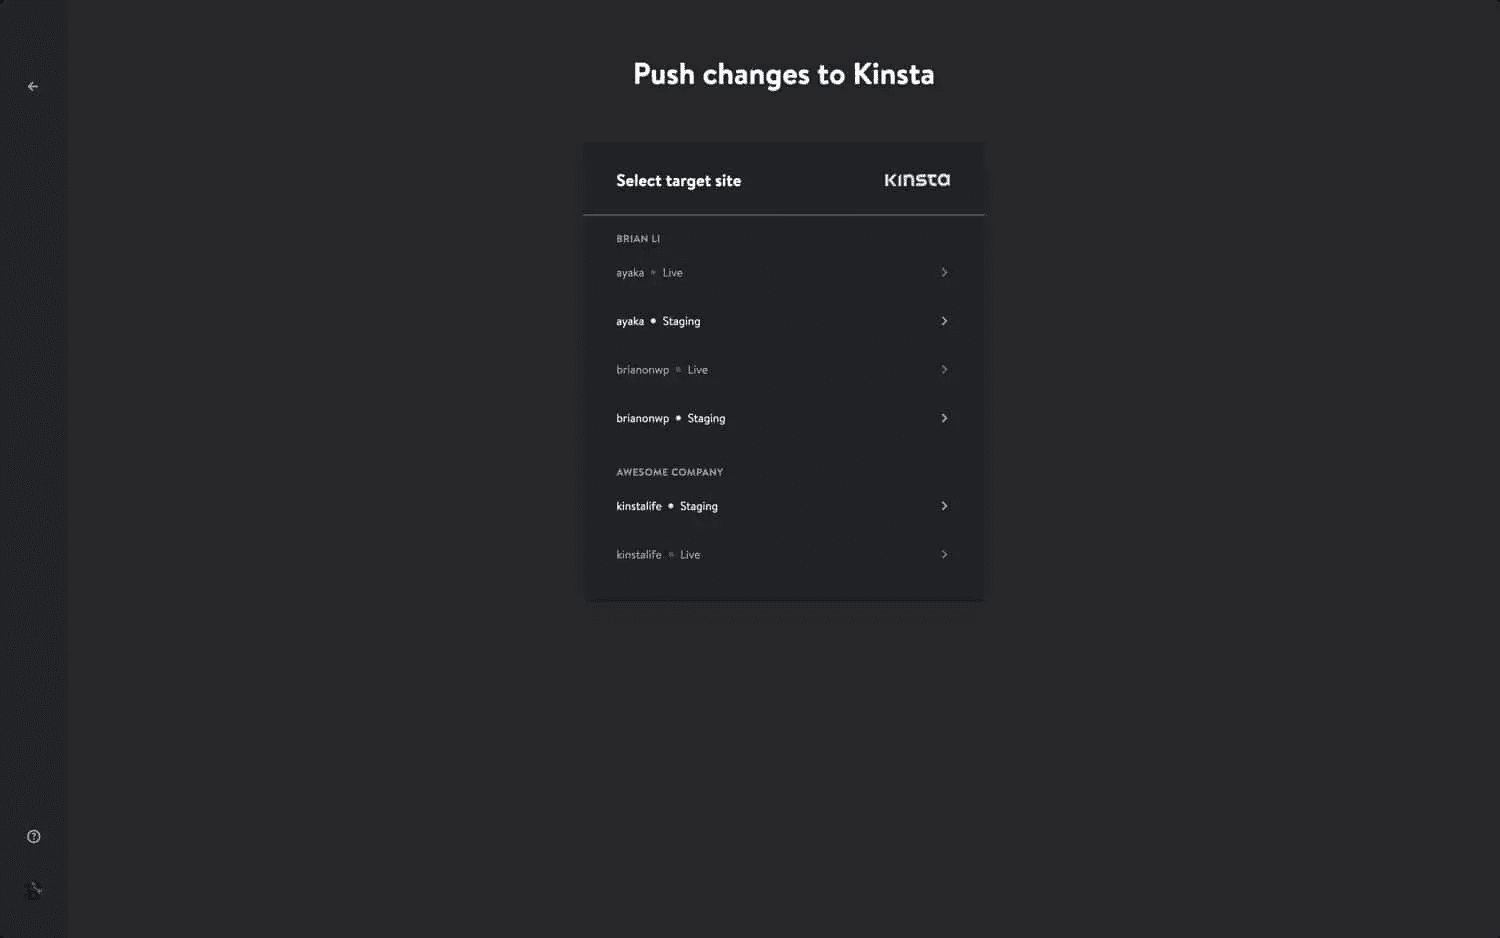 Push changes to Kinsta
Select target site
KINSTA
BRIAN LI
ayaka • Live
ayaka • Staging
brianonwp • Live
brianonwp • Staging
AWESOME COMPANY
kinstalife • Staging
kinstalife • Live